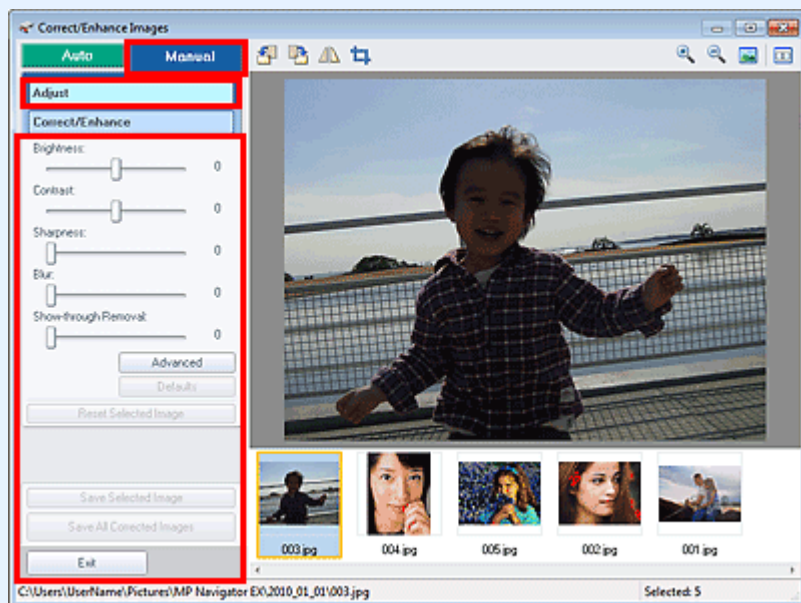 Correct/Enhance Images
Auto
Manual
Adjust
Correct/Enhance
Brightness:
0
Contrast:
0
Sharpness:
0
Blur:
0
Show-through Removal:
0
Advanced
Defaults
Reset Selected Image
Save Selected Image
Save All Corrected Images
Exit
003.jpg
004.jpg
005.jpg
002.jpg
001.jpg
C:\Users\UserName\Pictures\MP Navigator EX\2010_01_01\003.jpg
Selected: 5